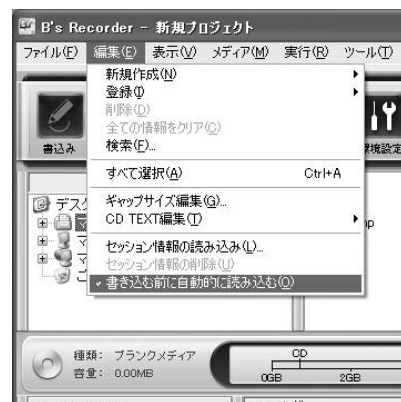 B's Recorder - 新規プロジェクト
ファイル(F) 編集(E) 表示(V) メディア(M) 実行(R) ツール(T)
新規作成(N)
登録(I)
削除(D)
全ての情報をクリア(C)
検索(F)...
書込み
環境設定
すべて選択(A) Ctrl+A
デスク
ギャップサイズ編集(G)...
CD TEXT編集(T)
セッション情報の読み込み(L)...
セッション情報の削除(U)
✓ 書き込む前に自動的に読み込む(O)
種類: ブランクメディア
容量: 0.00MB
CD
0GB 2GB